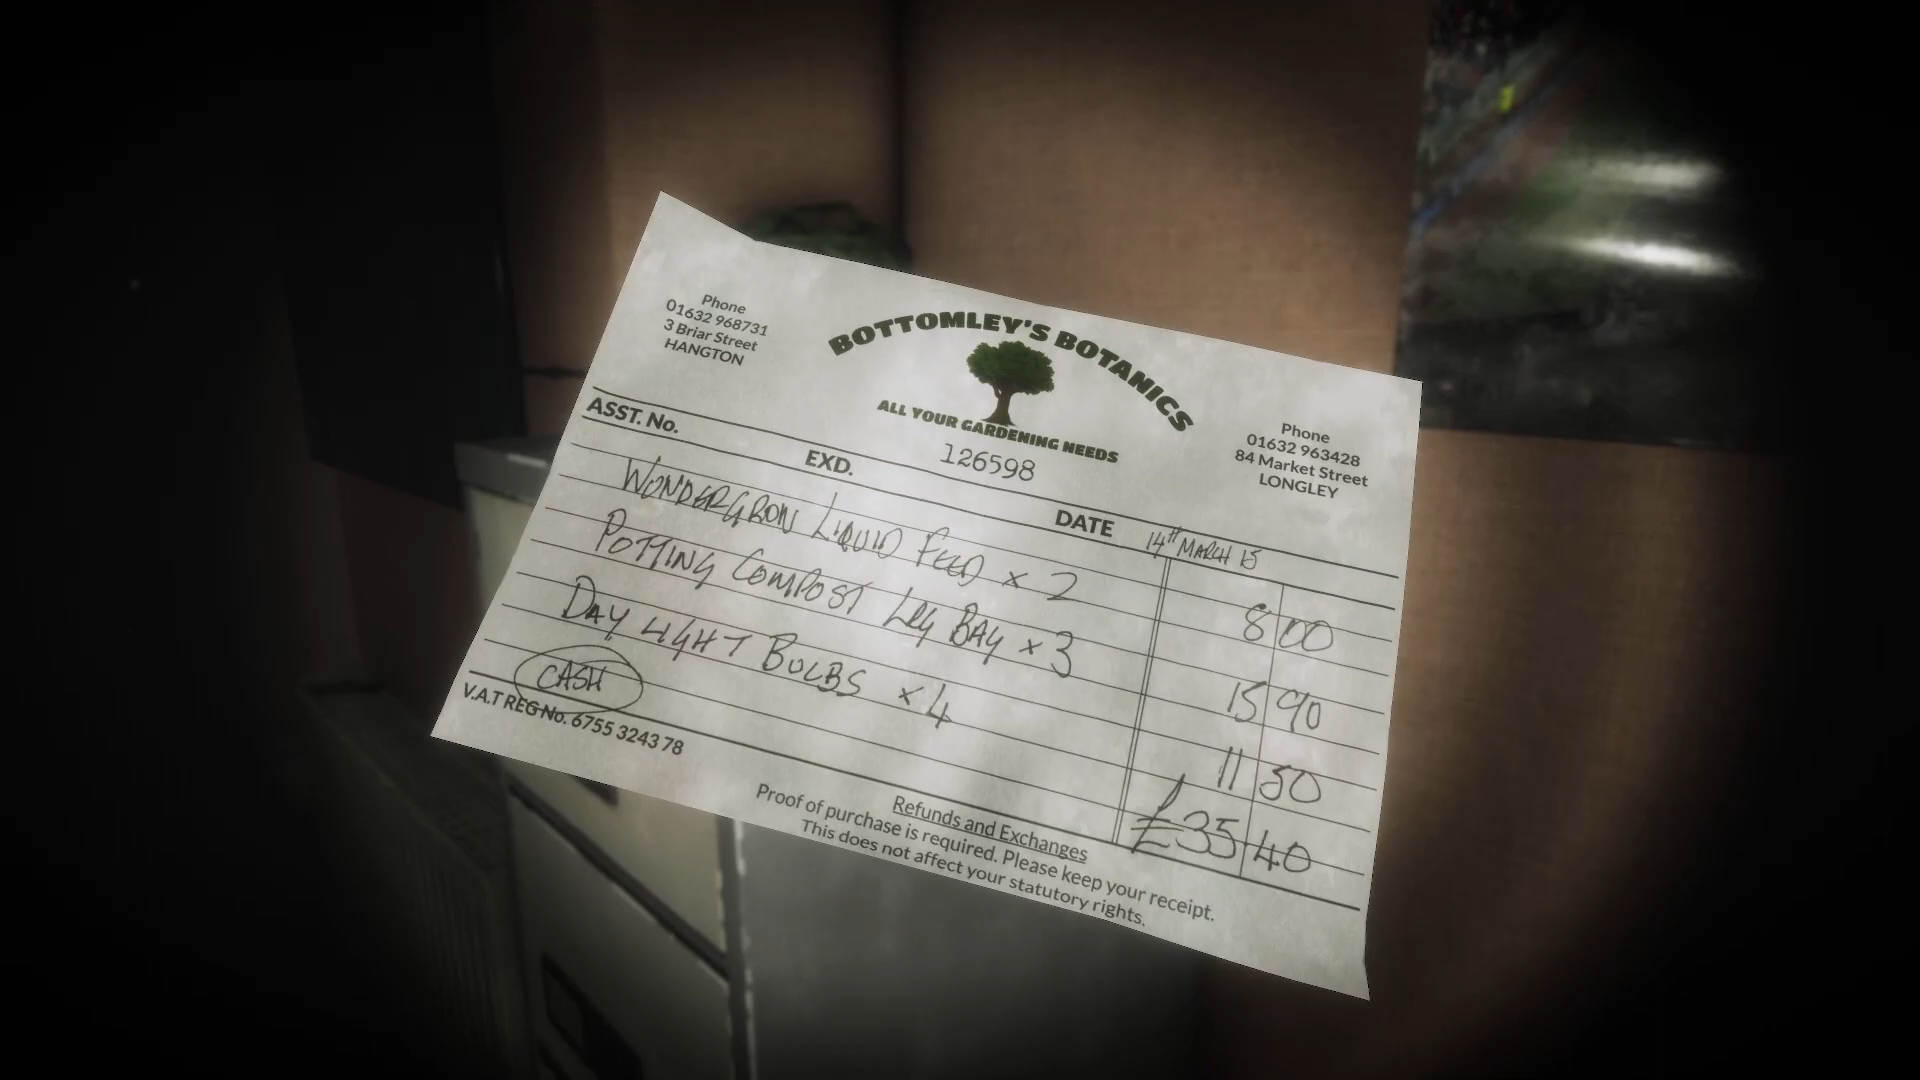 BOTTOMLEY'S BOTANICS
ALL YOUR GARDENING NEEDS
Phone
01632 968731
3 Briar Street
HANGTON
Phone
01632 963428
84 Market Street
LONGLEY
126598
ASST. No.
EXD.
DATE 14TH MARCH 15
WONDERGROW LIQUID FEED x 2 8 00
POTTING COMPOST LRG BAG x 3 15 90
DAY LIGHT BULBS x 4 11 50
CASH £35 40
V.A.T REG No. 6755 3243 78
Refunds and Exchanges
Proof of purchase is required. Please keep your receipt.
This does not affect your statutory rights.